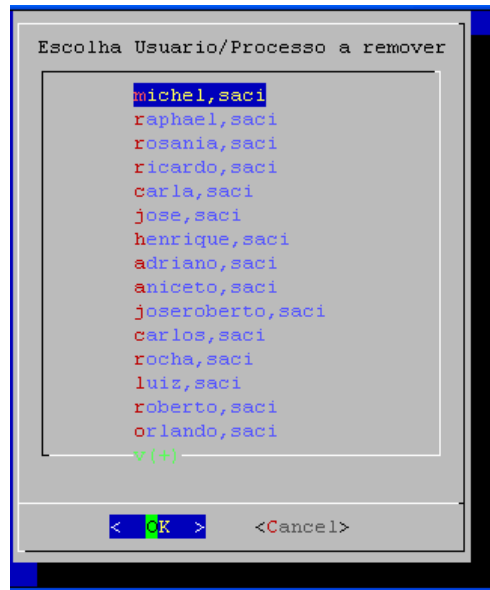 Escolha Usuario/Processo a remover
michel,saci
raphael,saci
rosania,saci
ricardo,saci
carla,saci
jose,saci
henrique,saci
adriano,saci
aniceto,saci
joseroberto,saci
carlos,saci
rocha,saci
luiz,saci
roberto,saci
orlando,saci
v(+)
< OK > <Cancel>